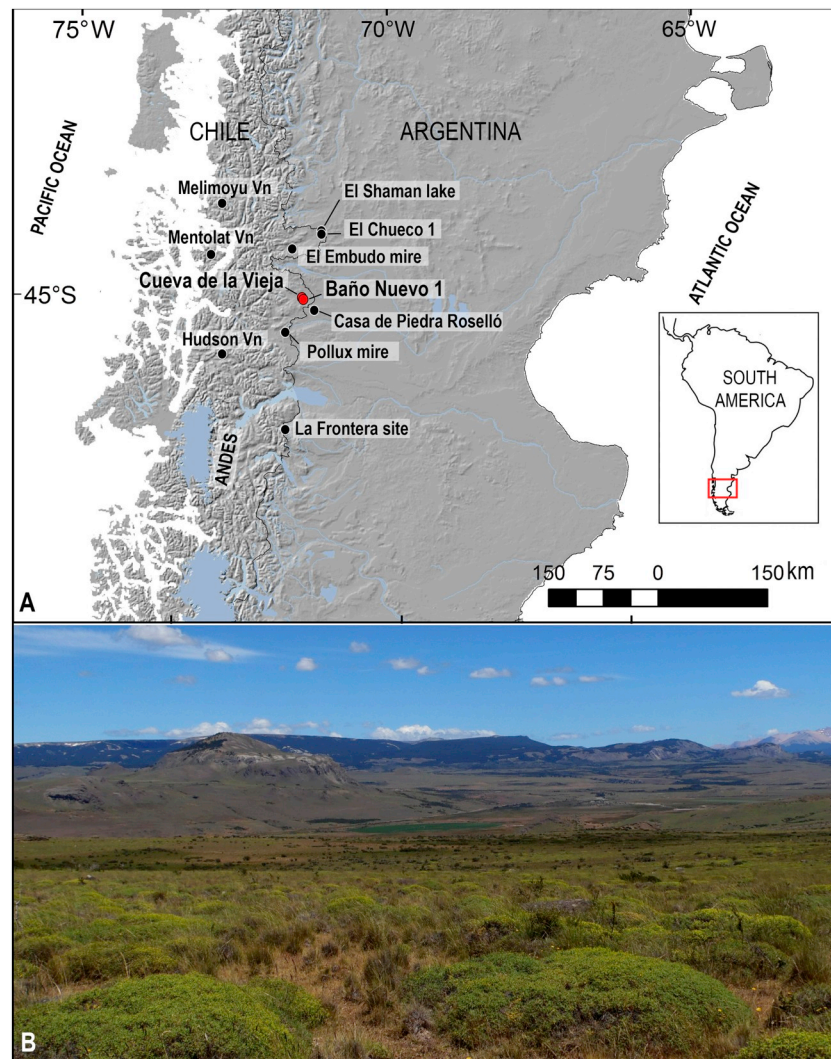 75°W
70°W
65°W
PACIFIC OCEAN
CHILE
ARGENTINA
ATLANTIC OCEAN
Melimoyu Vn
El Shaman lake
El Chueco 1
Mentolat Vn
El Embudo mire
45°S
Cueva de la Vieja
Baño Nuevo 1
Casa de Piedra Roselló
Hudson Vn
Pollux mire
SOUTH
AMERICA
ANDES
La Frontera site
150 75 0 150 km
A
B